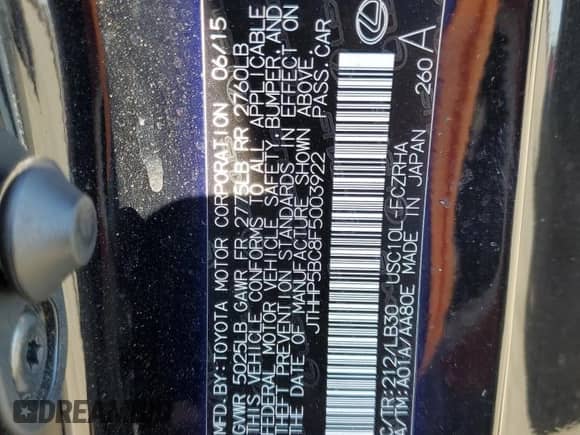 MFD. BY: TOYOTA MOTOR CORPORATION 06/15
GVWR 5025LB GAWR FR 2775LB RR 2760LB
THIS VEHICLE CONFORMS TO ALL APPLICABLE
FEDERAL MOTOR VEHICLE SAFETY, BUMPER, AND
THEFT PREVENTION STANDARDS IN EFFECT ON
THE DATE OF MANUFACTURE SHOWN ABOVE.
JTHHP5BC8F5003922 PASS. CAR
C/TR: 212/LB30 USC10L-FCZRHA
A/TM: A01A/AA80E MADE IN JAPAN 260 A